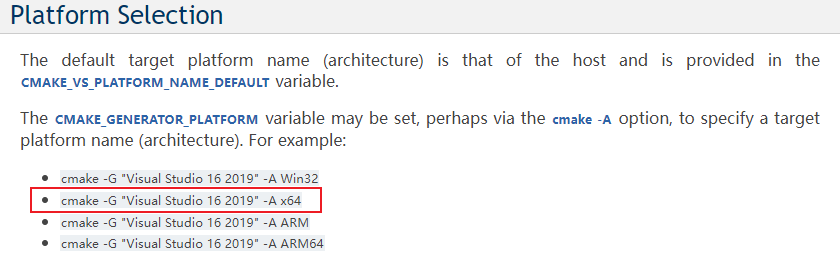 Platform Selection
The default target platform name (architecture) is that of the host and is provided in the
CMAKE_VS_PLATFORM_NAME_DEFAULT variable.
The CMAKE_GENERATOR_PLATFORM variable may be set, perhaps via the cmake -A option, to specify a target
platform name (architecture). For example:
• cmake -G "Visual Studio 16 2019" -A Win32
• cmake -G "Visual Studio 16 2019" -A x64
• cmake -G "Visual Studio 16 2019" -A ARM
• cmake -G "Visual Studio 16 2019" -A ARM64